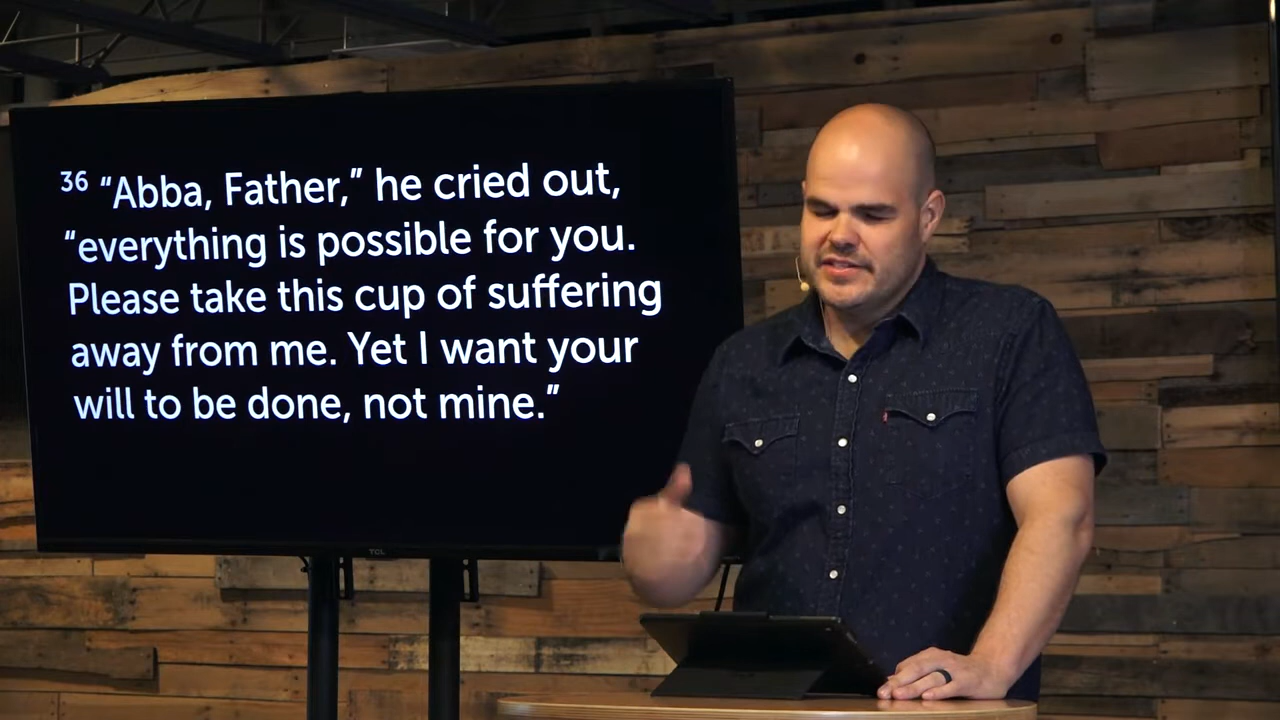 36 “Abba, Father,” he cried out,
“everything is possible for you.
Please take this cup of suffering
away from me. Yet I want your
will to be done, not mine.”
TCL